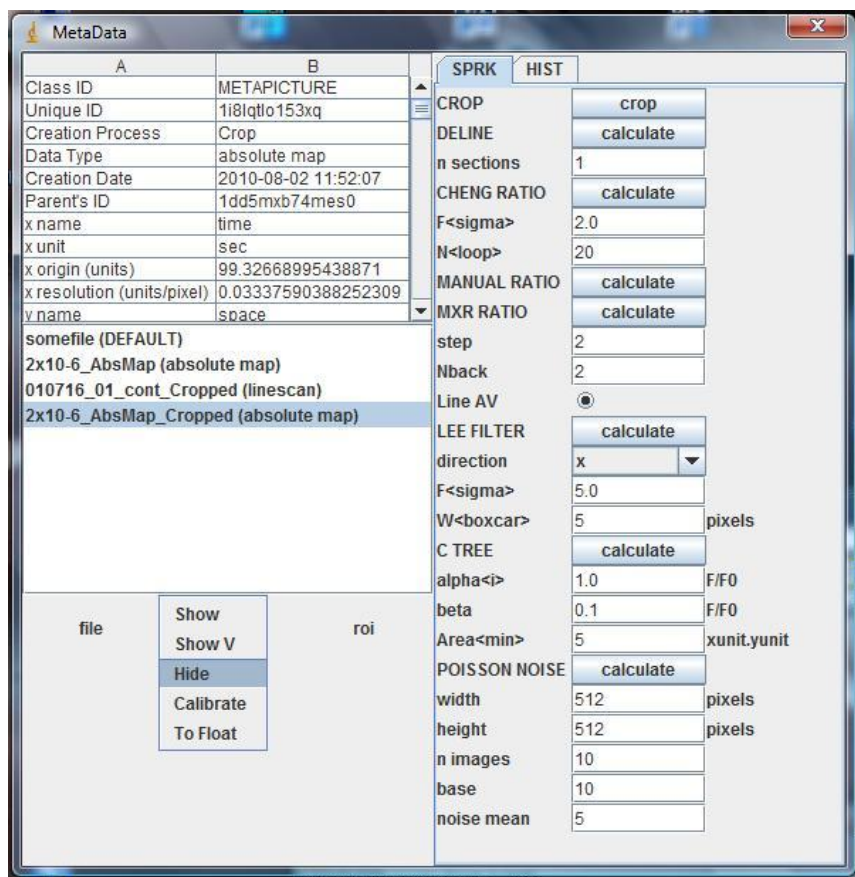 MetaData
A B
Class ID METAPICTURE
Unique ID 1i8lqtlo153xq
Creation Process Crop
Data Type absolute map
Creation Date 2010-08-02 11:52:07
Parent's ID 1dd5mxb74mes0
x name time
x unit sec
x origin (units) 99.32668995438871
x resolution (units/pixel) 0.03337590388252309
y name space
somefile (DEFAULT)
2x10-6_AbsMap (absolute map)
010716_01_cont_Cropped (linescan)
2x10-6_AbsMap_Cropped (absolute map)
file
Show
Show V
Hide
Calibrate
To Float
roi
SPRK HIST
CROP crop
DELINE calculate
n sections 1
CHENG RATIO calculate
F<sigma> 2.0
N<loop> 20
MANUAL RATIO calculate
MXR RATIO calculate
step 2
Nback 2
Line AV
LEE FILTER calculate
direction x
F<sigma> 5.0
W<boxcar> 5 pixels
C TREE calculate
alpha<i> 1.0 F/F0
beta 0.1 F/F0
Area<min> 5 xunit.yunit
POISSON NOISE calculate
width 512 pixels
height 512 pixels
n images 10
base 10
noise mean 5